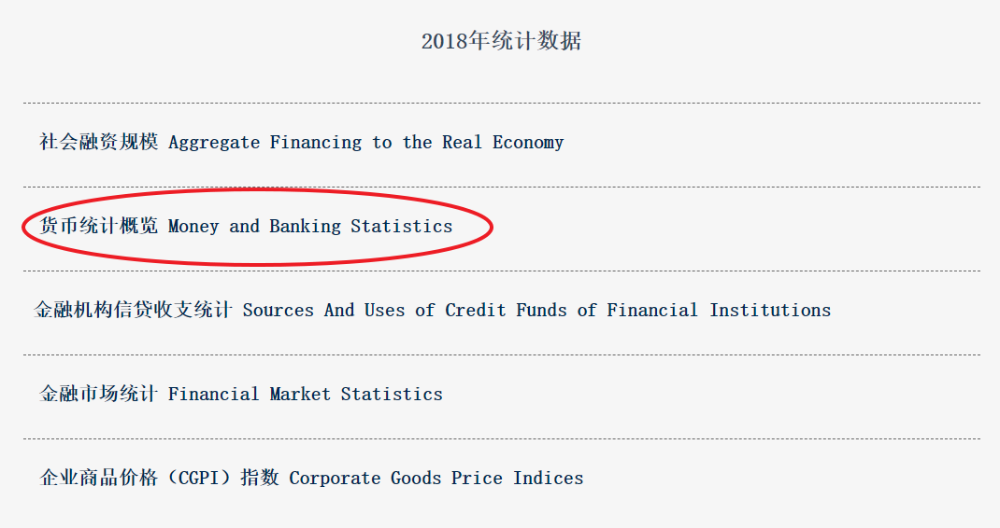 2018年统计数据
社会融资规模 Aggregate Financing to the Real Economy
货币统计概览 Money and Banking Statistics
金融机构信贷收支统计 Sources And Uses of Credit Funds of Financial Institutions
金融市场统计 Financial Market Statistics
企业商品价格（CGPI）指数 Corporate Goods Price Indices